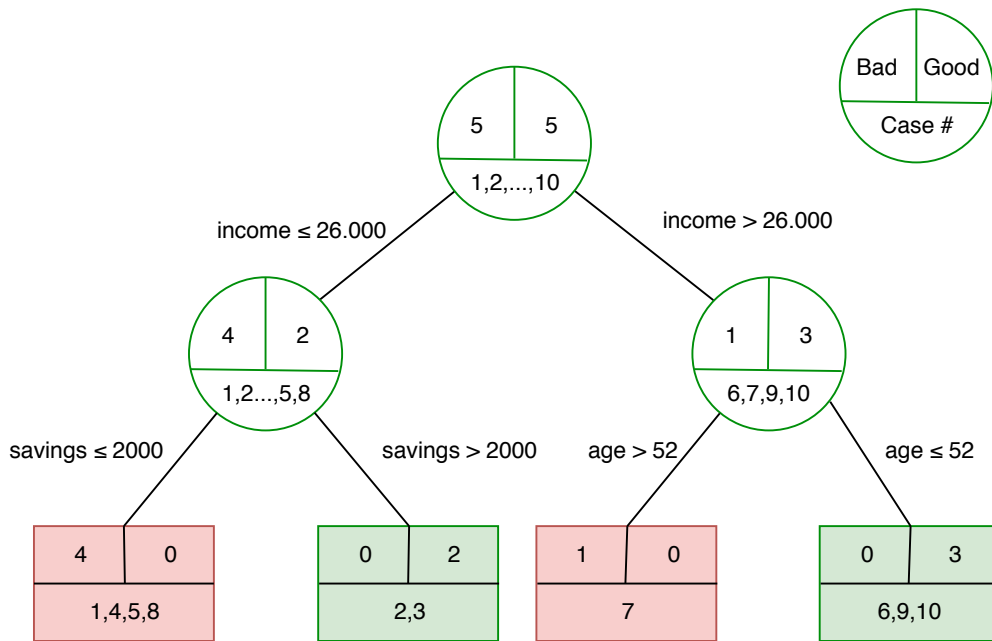 Bad Good
Case #
5 5
1,2,...,10
income ≤ 26.000
income > 26.000
4 2
1,2...,5,8
1 3
6,7,9,10
savings ≤ 2000
savings > 2000
age > 52
age ≤ 52
4 0
1,4,5,8
0 2
2,3
1 0
7
0 3
6,9,10